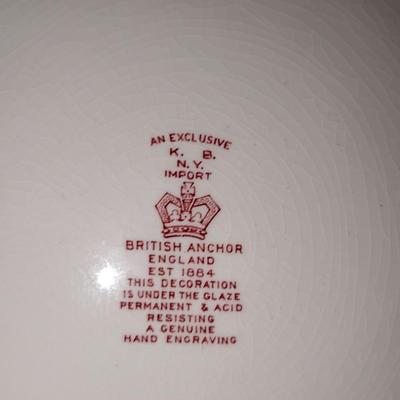 AN EXCLUSIVE
K. B.
N.Y.
IMPORT
BRITISH ANCHOR
ENGLAND
EST 1884
THIS DECORATION
IS UNDER THE GLAZE
PERMANENT & ACID
RESISTING
A GENUINE
HAND ENGRAVING